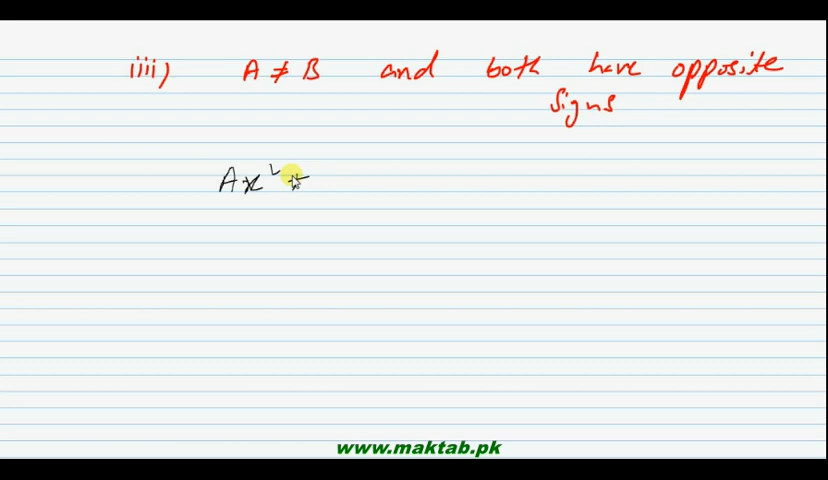 iiii) A ≠ B and both have opposite
signs
Ax² +
www.maktab.pk